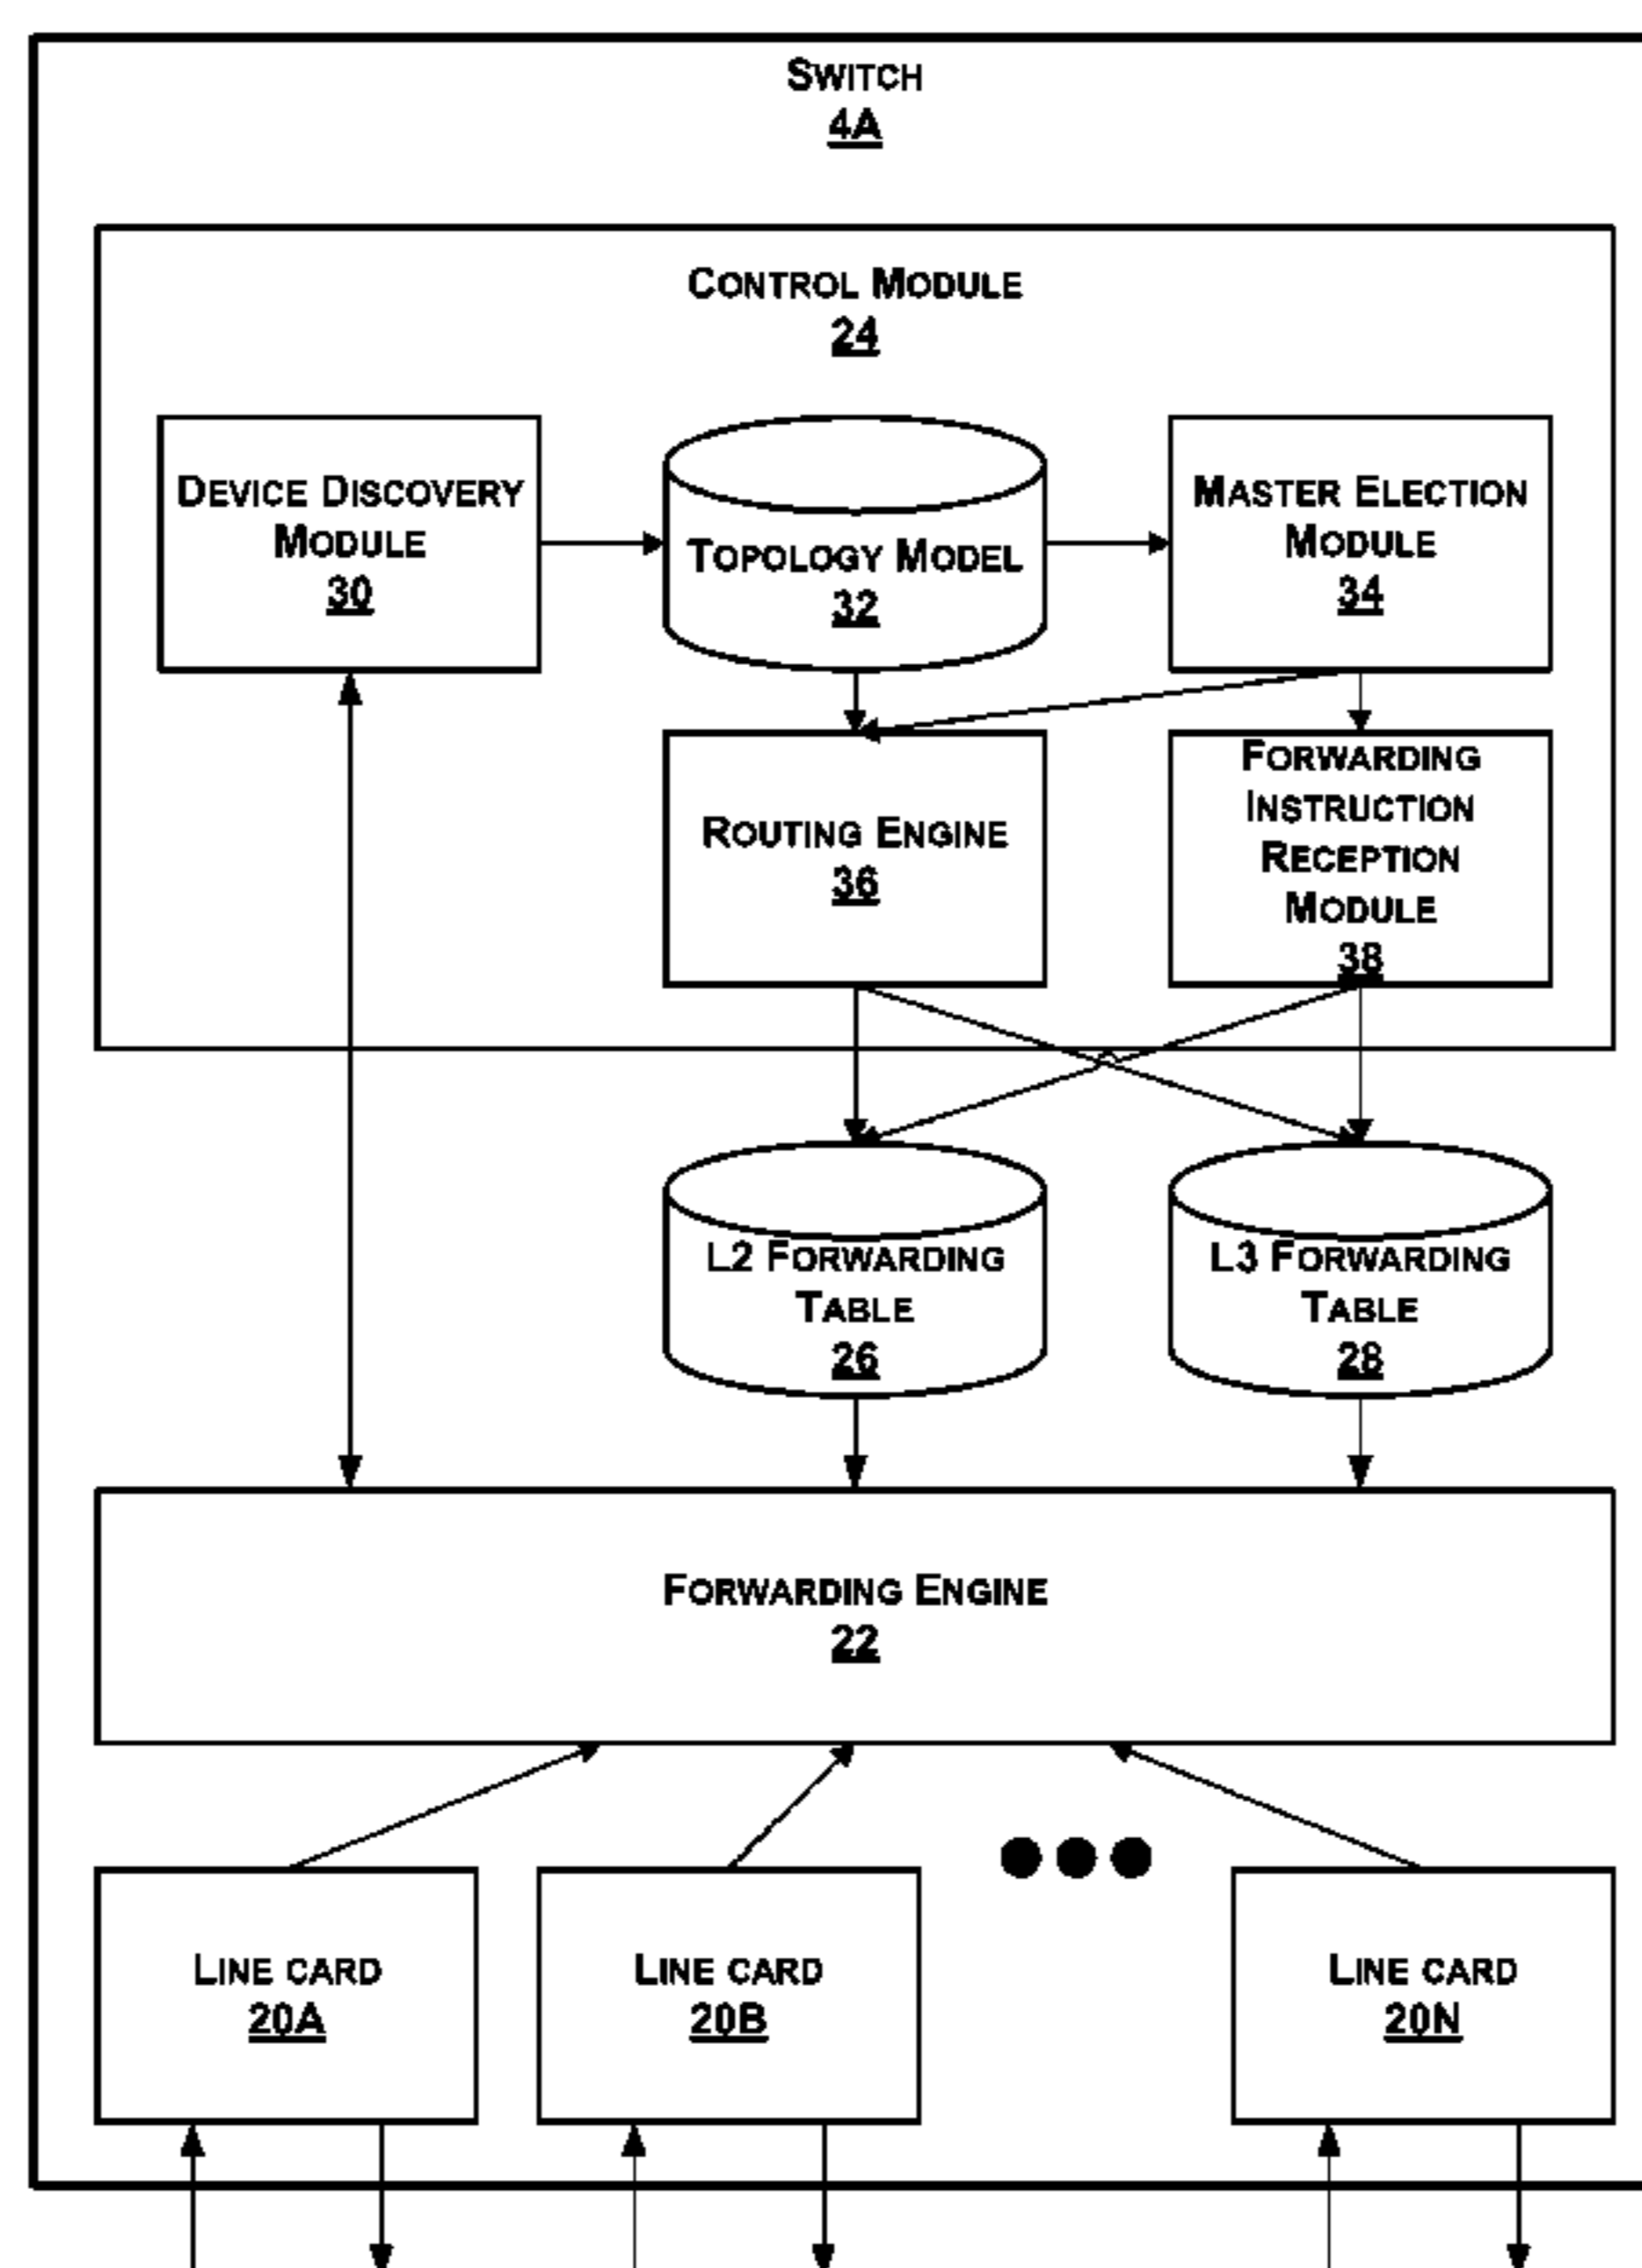 SWITCH
4A
CONTROL MODULE
24
DEVICE DISCOVERY
MODULE
30
TOPOLOGY MODEL
32
MASTER ELECTION
MODULE
34
ROUTING ENGINE
36
FORWARDING
INSTRUCTION
RECEPTION
MODULE
38
L2 FORWARDING
TABLE
26
L3 FORWARDING
TABLE
28
FORWARDING ENGINE
22
LINE CARD
20A
LINE CARD
20B
LINE CARD
20N